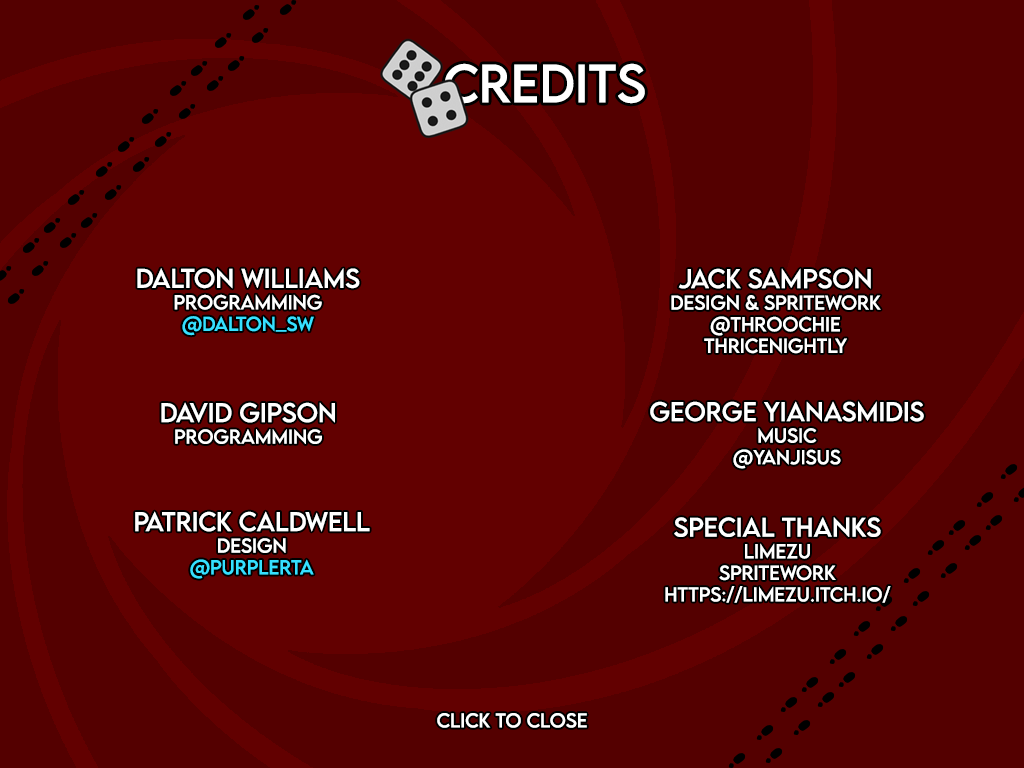 CREDITS
DALTON WILLIAMS
PROGRAMMING
@DALTON_SW
DAVID GIPSON
PROGRAMMING
PATRICK CALDWELL
DESIGN
@PURPLERTA
JACK SAMPSON
DESIGN & SPRITEWORK
@THROOCHIE
THRICENIGHTLY
GEORGE YIANASMIDIS
MUSIC
@YANJISUS
SPECIAL THANKS
LIMEZU
SPRITEWORK
HTTPS://LIMEZU.ITCH.IO/
CLICK TO CLOSE